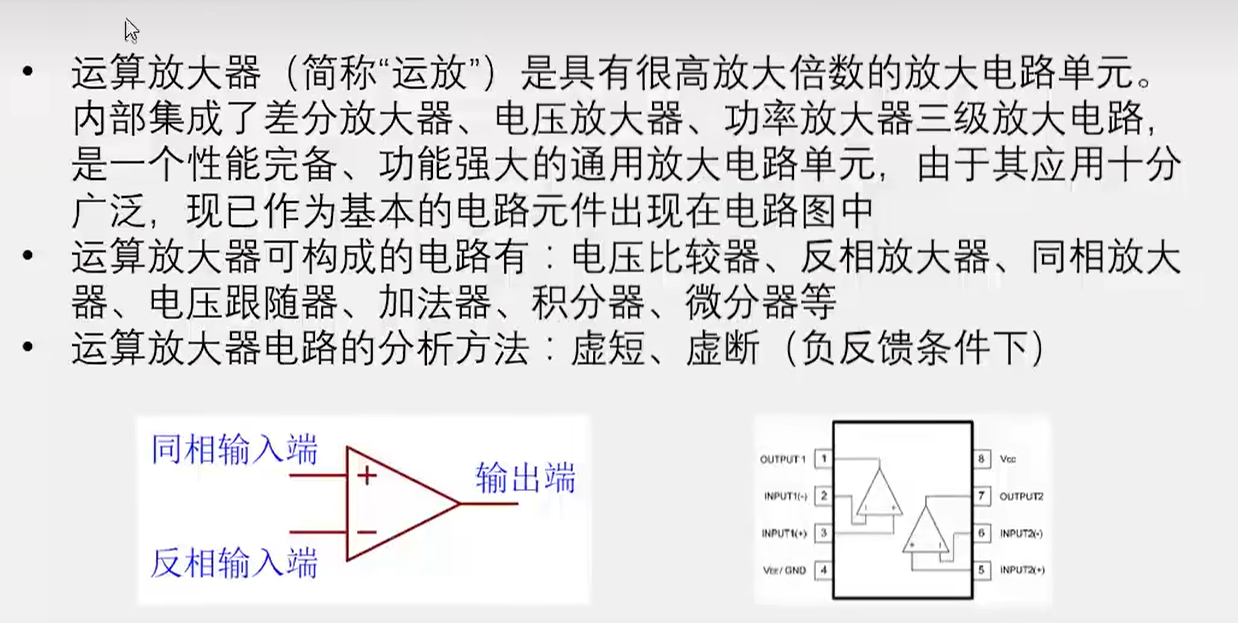 • 运算放大器（简称“运放”）是具有很高放大倍数的放大电路单元。
内部集成了差分放大器、电压放大器、功率放大器三级放大电路，
是一个性能完备、功能强大的通用放大电路单元，由于其应用十分
广泛，现已作为基本的电路元件出现在电路图中
• 运算放大器可构成的电路有：电压比较器、反相放大器、同相放大
器、电压跟随器、加法器、积分器、微分器等
• 运算放大器电路的分析方法：虚短、虚断（负反馈条件下）
同相输入端
+
输出端
−
反相输入端
OUTPUT1 1
INPUT1(-) 2
INPUT1(+) 3
VEE/ GND 4
8 Vcc
7 OUTPUT2
6 INPUT2(-)
5 INPUT2(+)